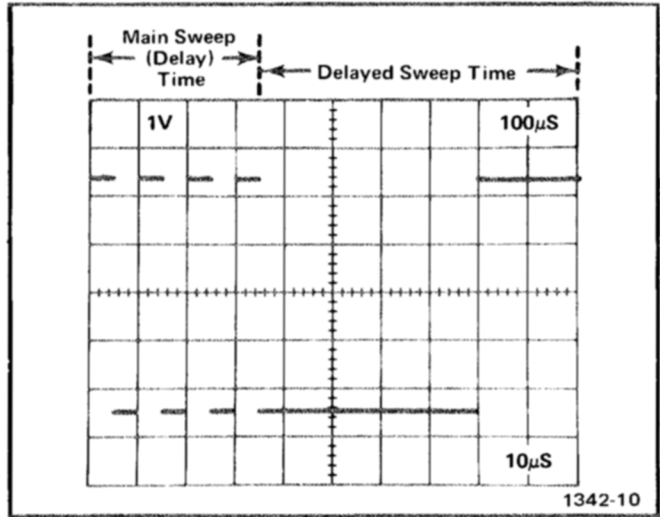 Main Sweep
(Delay)
Time
Delayed Sweep Time
1V
100µS
10µS
1342-10